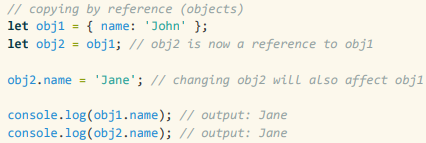 // copying by reference (objects)
let obj1 = { name: 'John' };
let obj2 = obj1; // obj2 is now a reference to obj1
obj2.name = 'Jane'; // changing obj2 will also affect obj1
console.log(obj1.name); // output: Jane
console.log(obj2.name); // output: Jane